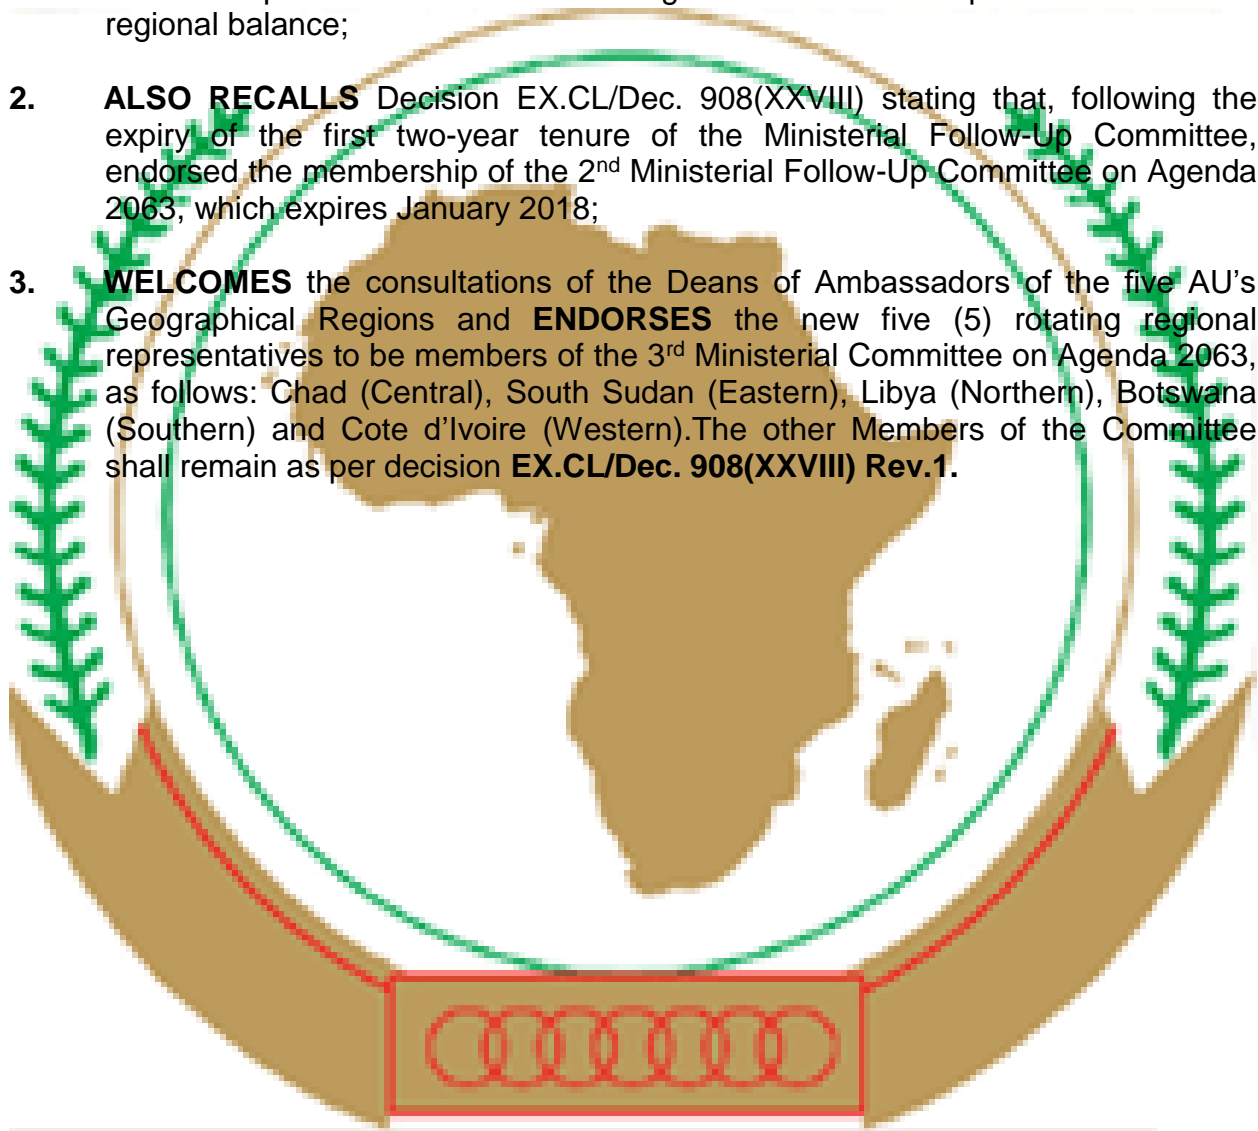 regional balance;
2. ALSO RECALLS Decision EX.CL/Dec. 908(XXVIII) stating that, following the
expiry of the first two-year tenure of the Ministerial Follow-Up Committee,
endorsed the membership of the 2nd Ministerial Follow-Up Committee on Agenda
2063, which expires January 2018;
3. WELCOMES the consultations of the Deans of Ambassadors of the five AU’s
Geographical Regions and ENDORSES the new five (5) rotating regional
representatives to be members of the 3rd Ministerial Committee on Agenda 2063,
as follows: Chad (Central), South Sudan (Eastern), Libya (Northern), Botswana
(Southern) and Cote d’Ivoire (Western).The other Members of the Committee
shall remain as per decision EX.CL/Dec. 908(XXVIII) Rev.1.